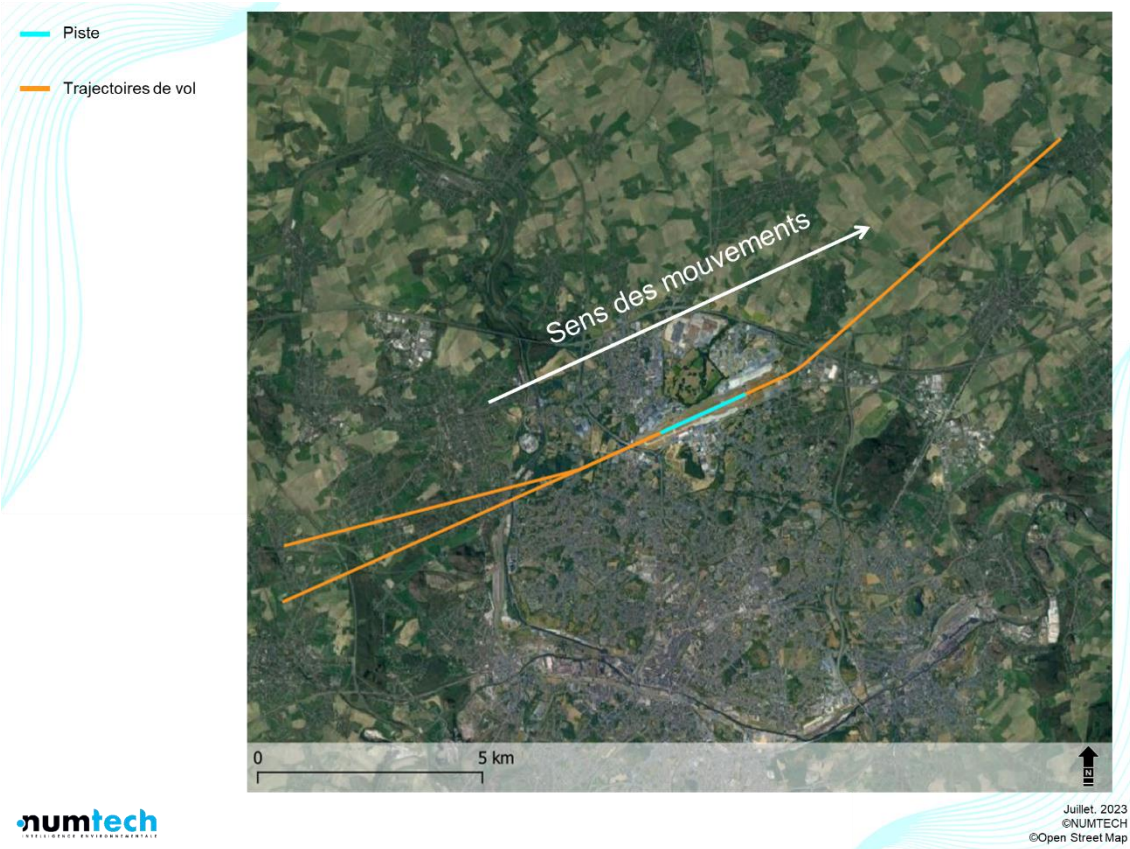 Piste
Trajectoires de vol
Sens des mouvements
0
5 km
N
numtech
INTELLIGENCE ENVIRONNEMENTALE
Juillet. 2023
©NUMTECH
©Open Street Map